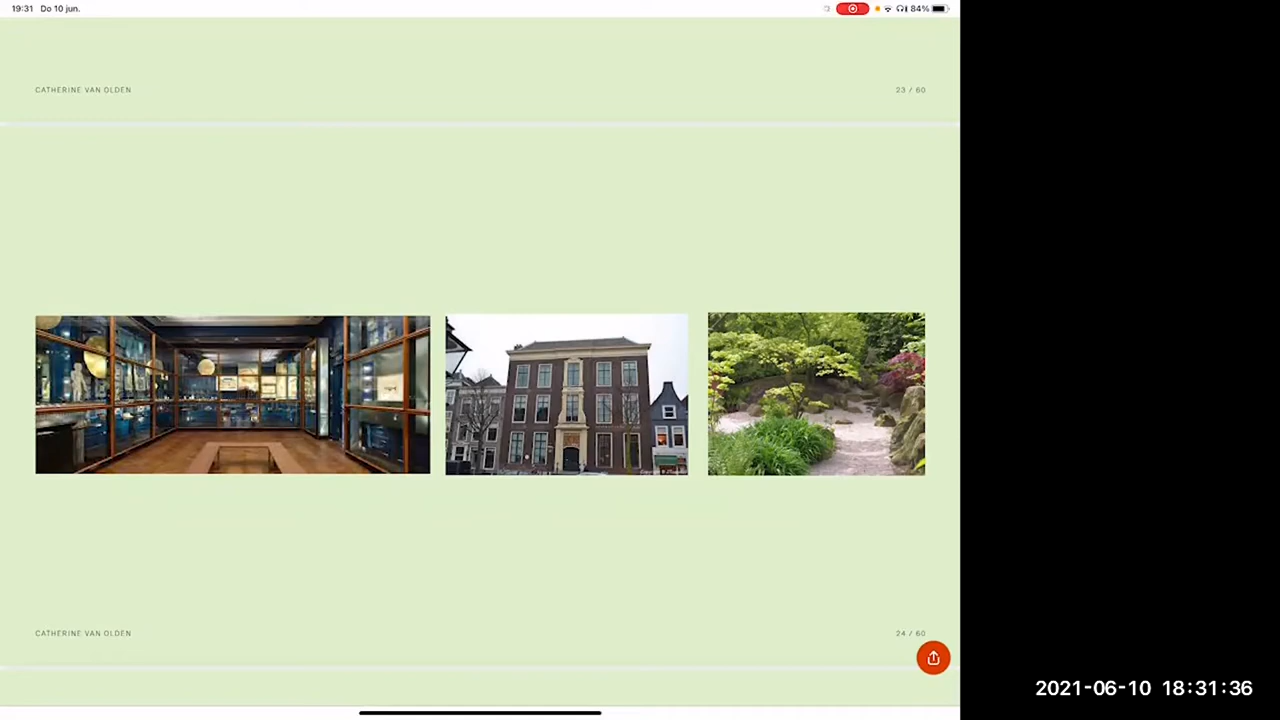 19:31 Do 10 jun.
84%
CATHERINE VAN OLDEN
23 / 60
CATHERINE VAN OLDEN
24 / 60
2021-06-10 18:31:36